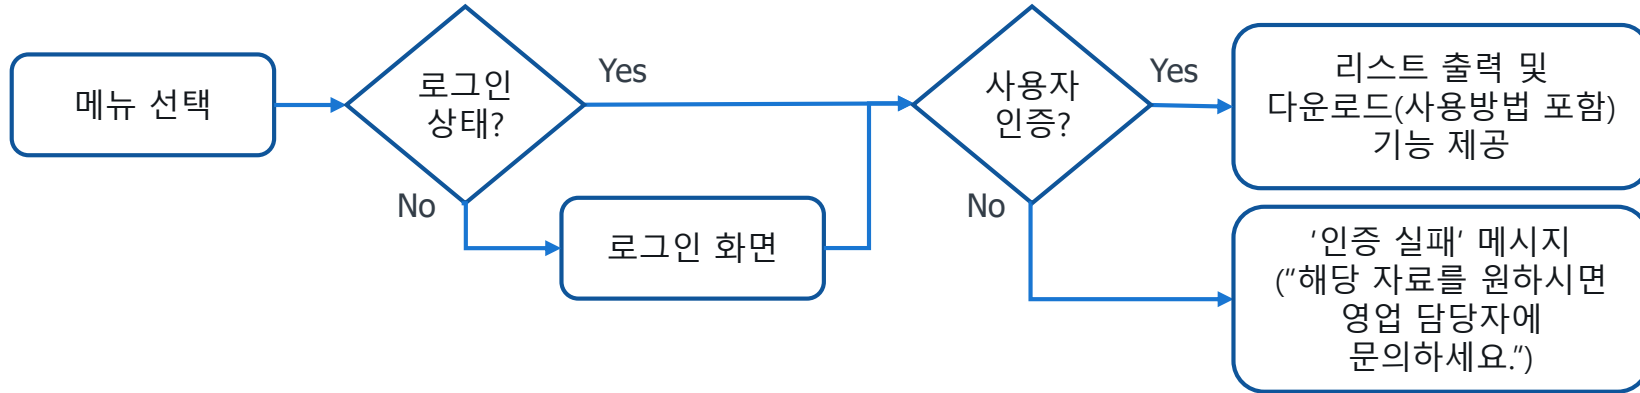 메뉴 선택
로그인
상태?
Yes
No
로그인 화면
사용자
인증?
Yes
No
리스트 출력 및
다운로드(사용방법 포함)
기능 제공
‘인증 실패’ 메시지
(“해당 자료를 원하시면
영업 담당자에
문의하세요.”)